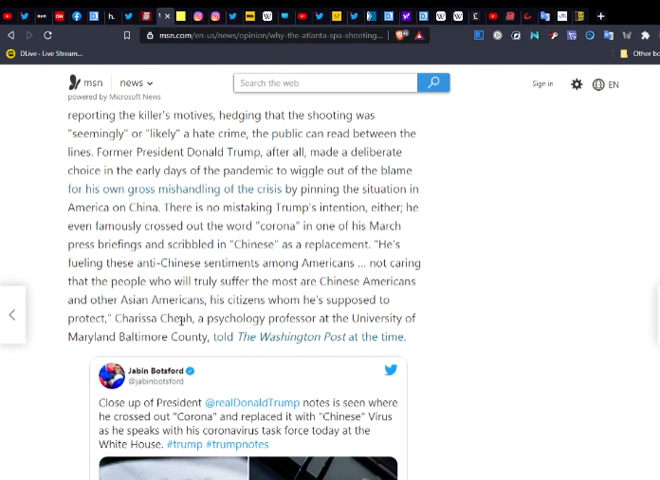 msn.com/en-us/news/opinion/why-the-atlanta-spa-shooting...
DLive - Live Stream...
Other bo
msn
news
powered by Microsoft News
Search the web
Sign in
EN
reporting the killer's motives, hedging that the shooting was
"seemingly" or "likely" a hate crime, the public can read between the
lines. Former President Donald Trump, after all, made a deliberate
choice in the early days of the pandemic to wiggle out of the blame
for his own gross mishandling of the crisis by pinning the situation in
America on China. There is no mistaking Trump's intention, either; he
even famously crossed out the word "corona" in one of his March
press briefings and scribbled in "Chinese" as a replacement. "He's
fueling these anti-Chinese sentiments among Americans ... not caring
that the people who will truly suffer the most are Chinese Americans
and other Asian Americans, his citizens whom he's supposed to
protect," Charissa Cheah, a psychology professor at the University of
Maryland Baltimore County, told The Washington Post at the time.
Jabin Botsford
@jabinbotsford
Close up of President @realDonaldTrump notes is seen where
he crossed out "Corona" and replaced it with "Chinese" Virus
as he speaks with his coronavirus task force today at the
White House. #trump #trumpnotes